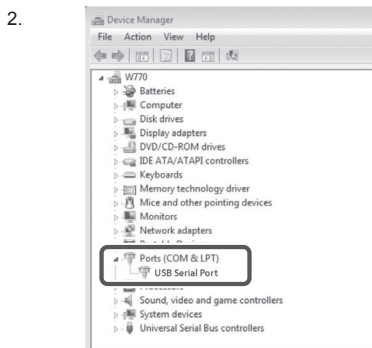 2.
Device Manager
File Action View Help
W770
Batteries
Computer
Disk drives
Display adapters
DVD/CD-ROM drives
IDE ATA/ATAPI controllers
Keyboards
Memory technology driver
Mice and other pointing devices
Monitors
Network adapters
Ports (COM & LPT)
USB Serial Port
Sound, video and game controllers
System devices
Universal Serial Bus controllers